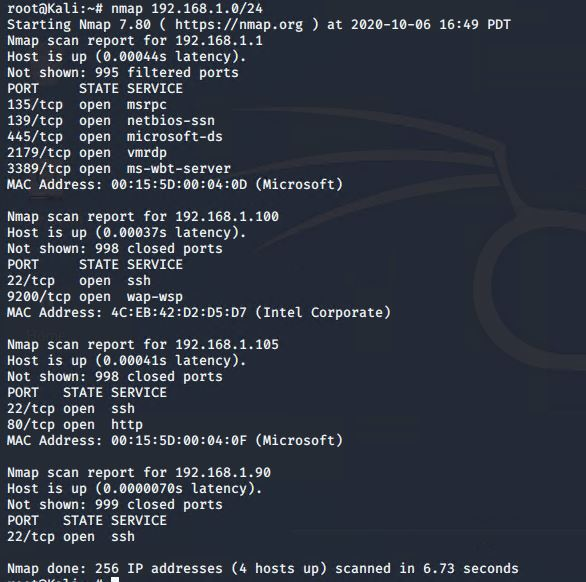 root@Kali:~# nmap 192.168.1.0/24
Starting Nmap 7.80 ( https://nmap.org ) at 2020-10-06 16:49 PDT
Nmap scan report for 192.168.1.1
Host is up (0.00044s latency).
Not shown: 995 filtered ports
PORT     STATE SERVICE
135/tcp  open  msrpc
139/tcp  open  netbios-ssn
445/tcp  open  microsoft-ds
2179/tcp open  vmrdp
3389/tcp open  ms-wbt-server
MAC Address: 00:15:5D:00:04:0D (Microsoft)

Nmap scan report for 192.168.1.100
Host is up (0.00037s latency).
Not shown: 998 closed ports
PORT     STATE SERVICE
22/tcp   open  ssh
9200/tcp open  wap-wsp
MAC Address: 4C:EB:42:D2:D5:D7 (Intel Corporate)

Nmap scan report for 192.168.1.105
Host is up (0.00041s latency).
Not shown: 998 closed ports
PORT   STATE SERVICE
22/tcp open  ssh
80/tcp open  http
MAC Address: 00:15:5D:00:04:0F (Microsoft)

Nmap scan report for 192.168.1.90
Host is up (0.0000070s latency).
Not shown: 999 closed ports
PORT   STATE SERVICE
22/tcp open  ssh

Nmap done: 256 IP addresses (4 hosts up) scanned in 6.73 seconds
root@Kali:~#